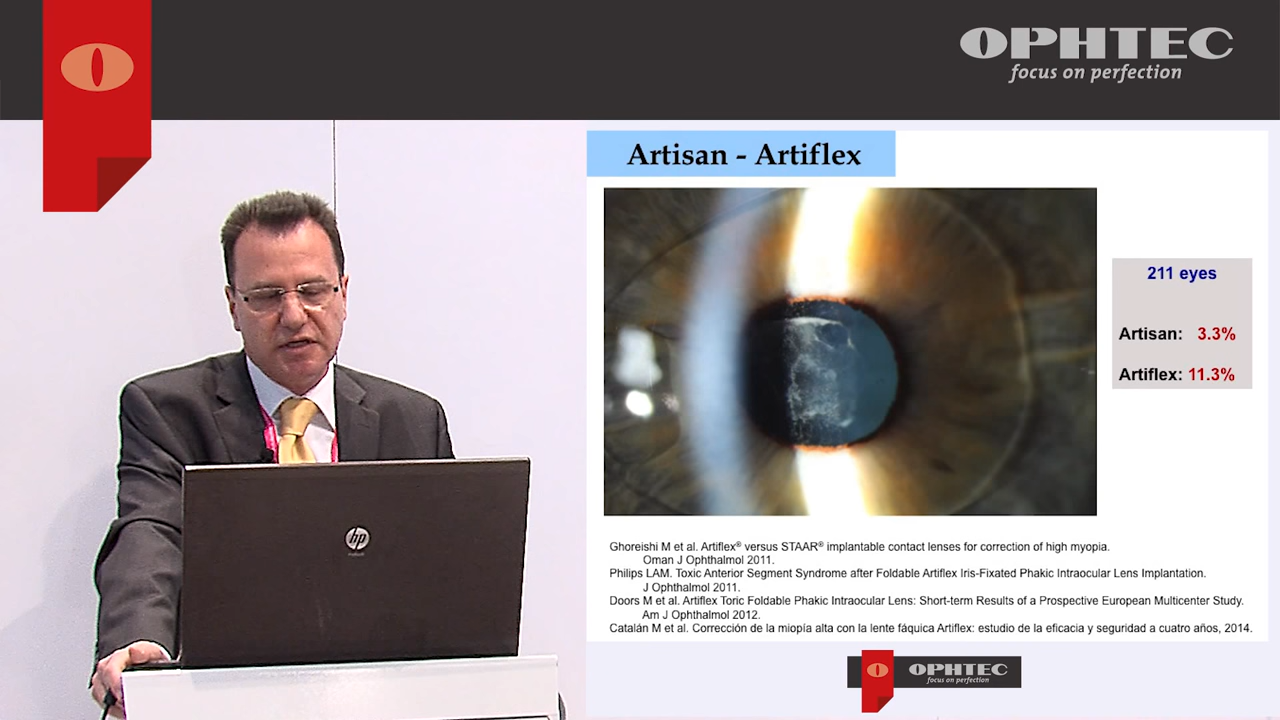 OPHTEC
focus on perfection
Artisan - Artiflex
211 eyes
Artisan: 3.3%
Artiflex: 11.3%
Ghoreishi M et al. Artiflex® versus STAAR® implantable contact lenses for correction of high myopia.
Oman J Ophthalmol 2011.
Philips LAM. Toxic Anterior Segment Syndrome after Foldable Artiflex Iris-Fixated Phakic Intraocular Lens Implantation.
J Ophthalmol 2011.
Doors M et al. Artiflex Toric Foldable Phakic Intraocular Lens: Short-term Results of a Prospective European Multicenter Study.
Am J Ophthalmol 2012.
Catalán M et al. Corrección de la miopía alta con la lente fáquica Artiflex: estudio de la eficacia y seguridad a cuatro años, 2014.
hp
OPHTEC
focus on perfection